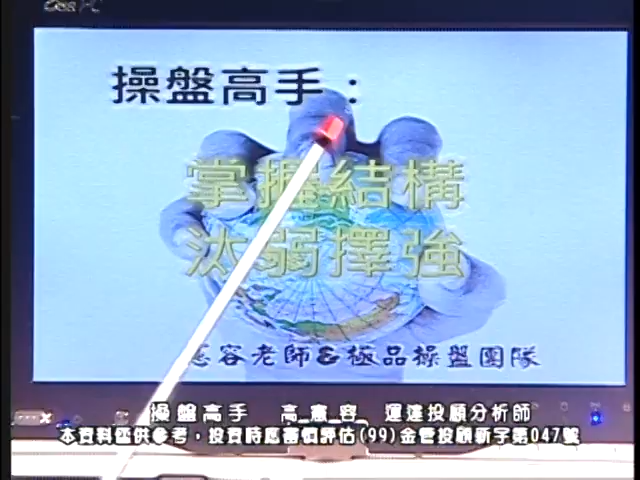 操盤高手：
掌握結構
汰弱擇強
憲容老師&極品操盤團隊
操盤高手 高憲容 運達投顧分析師
本資料僅供參考，投資時應審慎評估(99)金管投顧新字第047號